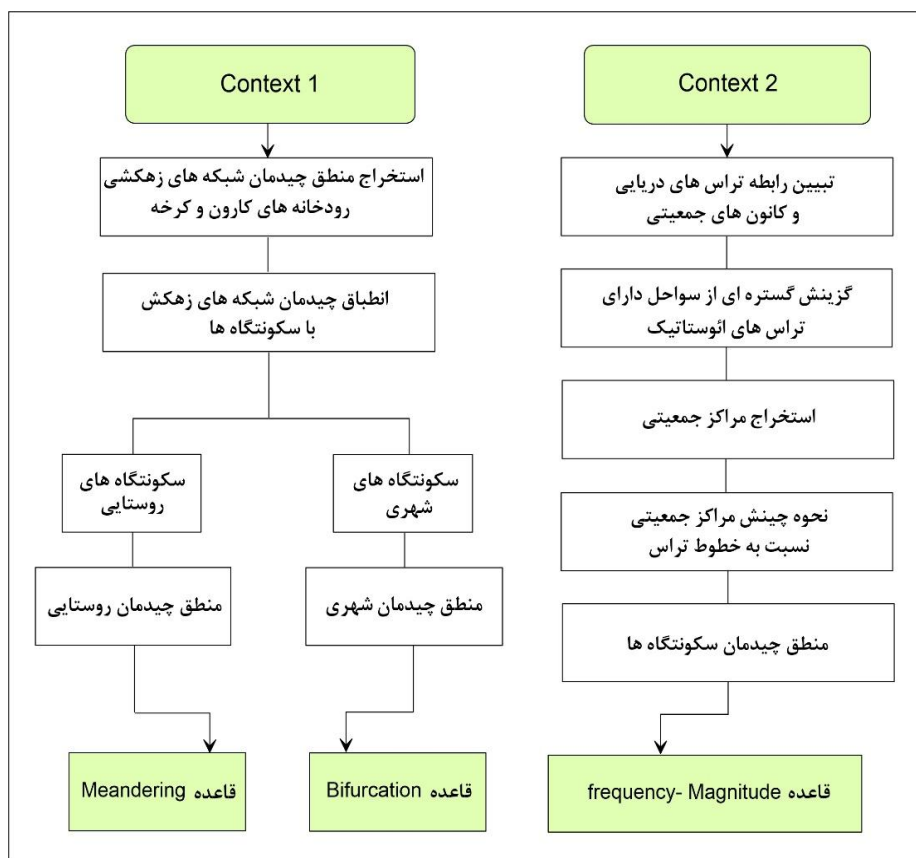 Context 1
استخراج منطق چیدمان شبکه های زهکشی
رودخانه های کارون و کرخه
انطباق چیدمان شبکه های زهکش
با سکونتگاه ها
سکونتگاه های
روستایی
سکونتگاه های
شهری
منطق چیدمان روستایی
منطق چیدمان شهری
قاعده Meandering
قاعده Bifurcation
Context 2
تبیین رابطه تراس های دریایی
و کانون های جمعیتی
گزینش گستره ای از سواحل دارای
تراس های ائوستاتیک
استخراج مراکز جمعیتی
نحوه چینش مراکز جمعیتی
نسبت به خطوط تراس
منطق چیدمان سکونتگاه ها
قاعده frequency- Magnitude